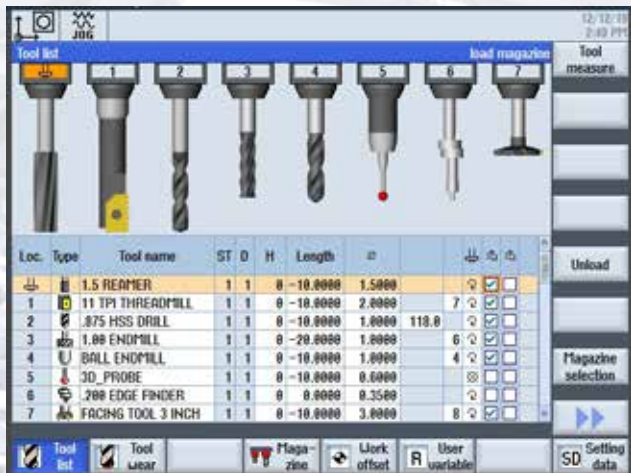 JOG
12/12/19
2:49 PM
Tool list load magazine
Tool measure
1 2 3 4 5 6 7
Loc. Type Tool name ST D H Length ø
1.5 REAMER 1 1 0 -10.0000 1.5000
1 11 TPI THREADMILL 1 1 0 -10.0000 2.0000 7
2 .875 HSS DRILL 1 1 0 -10.0000 1.0000 118.0
3 1.00 ENDMILL 1 1 0 -20.0000 1.0000 6
4 BALL ENDMILL 1 1 0 -10.0000 1.0000 4
5 3D_PROBE 1 1 0 -10.0000 0.6000
6 .200 EDGE FINDER 1 1 0 0.0000 0.3500
7 FACING TOOL 3 INCH 1 1 0 -10.0000 3.0000 8
Unload
Magazine selection
Tool list
Tool wear
Maga-zine
Work offset
R User variable
SD Setting data